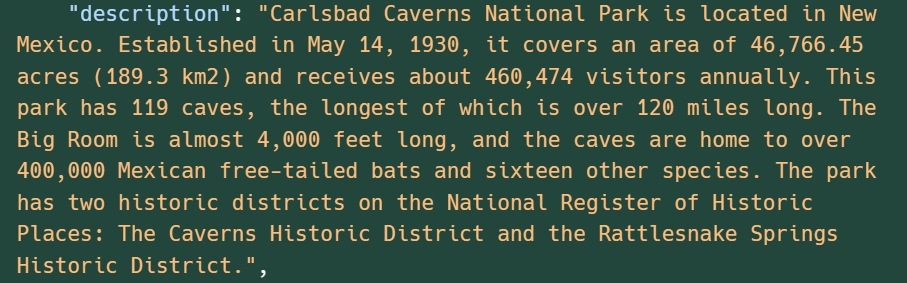 "description": "Carlsbad Caverns National Park is located in New
Mexico. Established in May 14, 1930, it covers an area of 46,766.45
acres (189.3 km2) and receives about 460,474 visitors annually. This
park has 119 caves, the longest of which is over 120 miles long. The
Big Room is almost 4,000 feet long, and the caves are home to over
400,000 Mexican free-tailed bats and sixteen other species. The park
has two historic districts on the National Register of Historic
Places: The Caverns Historic District and the Rattlesnake Springs
Historic District.",